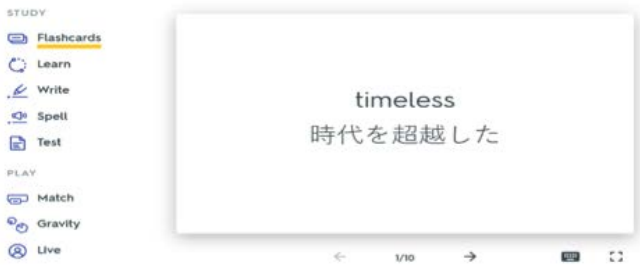 STUDY
Flashcards
Learn
Write
Spell
Test
PLAY
Match
Gravity
Live
timeless
時代を超越した
1/10